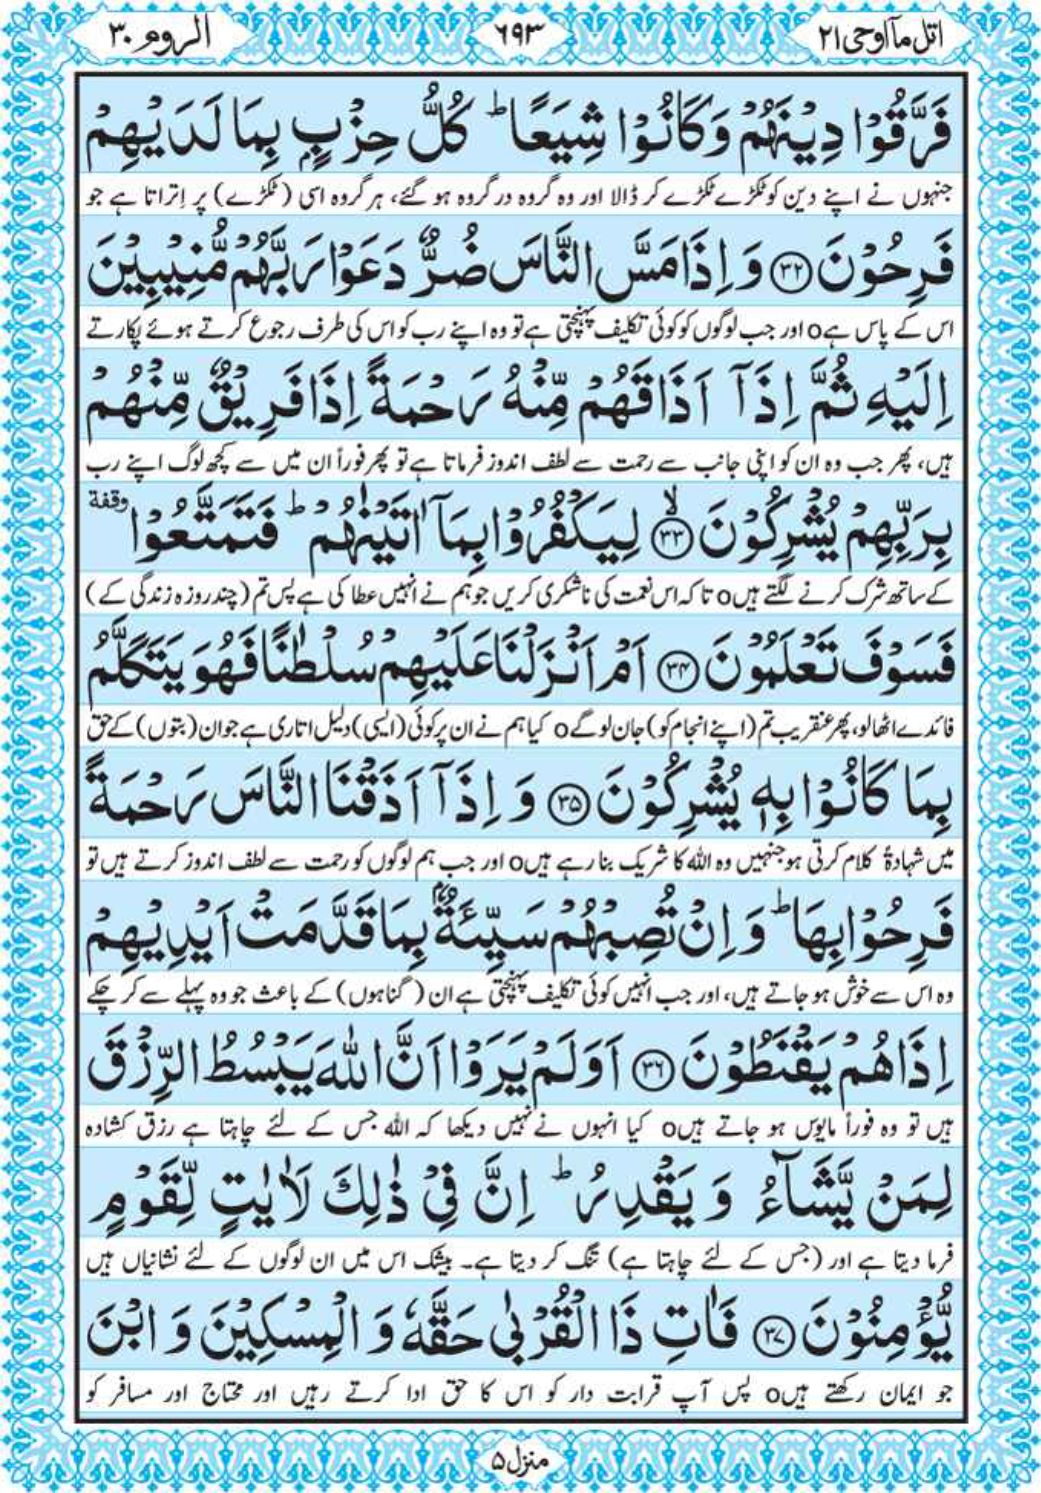 اتل مآ اوحی ۲۱
۶۹۳
الروم ۳۰
فَرَّقُوْا دِیْنَهُمْ وَكَانُوْا شِیَعًا ؕ كُلُّ حِزْبٍۭ بِمَا لَدَیْهِمْ
جنہوں نے اپنے دین کو ٹکڑے ٹکڑے کر ڈالا اور وہ گروہ در گروہ ہو گئے، ہر گروہ اسی (ٹکڑے) پر اِتراتا ہے جو
فَرِحُوْنَ ﴿۳۲﴾ وَ اِذَا مَسَّ النَّاسَ ضُرٌّ دَعَوْا رَبَّهُمْ مُّنِیْبِیْنَ
اس کے پاس ہےo اور جب لوگوں کو کوئی تکلیف پہنچتی ہے تو وہ اپنے رب کو اس کی طرف رجوع کرتے ہوئے پکارتے
اِلَیْهِ ثُمَّ اِذَاۤ اَذَاقَهُمْ مِّنْهُ رَحْمَةً اِذَا فَرِیْقٌ مِّنْهُمْ
ہیں، پھر جب وہ ان کو اپنی جانب سے رحمت سے لطف اندوز فرماتا ہے تو پھر فوراً ان میں سے کچھ لوگ اپنے رب
بِرَبِّهِمْ یُشْرِكُوْنَ ﴿ۙ۳۳﴾ لِیَكْفُرُوْا بِمَاۤ اٰتَیْنٰهُمْ ؕ فَتَمَتَّعُوْا وقفة
کے ساتھ شرک کرنے لگتے ہیںo تا کہ اس نعمت کی ناشکری کریں جو ہم نے انہیں عطا کی ہے پس تم (چند روزہ زندگی کے)
فَسَوْفَ تَعْلَمُوْنَ ﴿۳۴﴾ اَمْ اَنْزَلْنَا عَلَیْهِمْ سُلْطٰنًا فَهُوَ یَتَكَلَّمُ
فائدے اٹھا لو، پھر عنقریب تم (اپنے انجام کو) جان لو گےo کیا ہم نے ان پر کوئی (ایسی) دلیل اتاری ہے جو ان (بتوں) کے حق
بِمَا كَانُوْا بِهٖ یُشْرِكُوْنَ ﴿۳۵﴾ وَ اِذَاۤ اَذَقْنَا النَّاسَ رَحْمَةً
میں شہادۃً کلام کرتی ہو جنہیں وہ اللہ کا شریک بنا رہے ہیںo اور جب ہم لوگوں کو رحمت سے لطف اندوز کرتے ہیں تو
فَرِحُوْا بِهَا ؕ وَ اِنْ تُصِبْهُمْ سَیِّئَةٌۢ بِمَا قَدَّمَتْ اَیْدِیْهِمْ
وہ اس سے خوش ہو جاتے ہیں، اور جب انہیں کوئی تکلیف پہنچتی ہے ان (گناہوں) کے باعث جو وہ پہلے سے کر چکے
اِذَا هُمْ یَقْنَطُوْنَ ﴿۳۶﴾ اَوَ لَمْ یَرَوْا اَنَّ اللّٰهَ یَبْسُطُ الرِّزْقَ
ہیں تو وہ فوراً مایوس ہو جاتے ہیںo کیا انہوں نے نہیں دیکھا کہ اللہ جس کے لئے چاہتا ہے رزق کشادہ
لِمَنْ یَّشَآءُ وَ یَقْدِرُ ؕ اِنَّ فِیْ ذٰلِكَ لَاٰیٰتٍ لِّقَوْمٍ
فرما دیتا ہے اور (جس کے لئے چاہتا ہے) تنگ کر دیتا ہے۔ بیشک اس میں ان لوگوں کے لئے نشانیاں ہیں
یُّؤْمِنُوْنَ ﴿۳۷﴾ فَاٰتِ ذَا الْقُرْبٰی حَقَّهٗ وَ الْمِسْكِیْنَ وَ ابْنَ
جو ایمان رکھتے ہیںo پس آپ قرابت دار کو اس کا حق ادا کرتے رہیں اور محتاج اور مسافر کو
منزل ۵